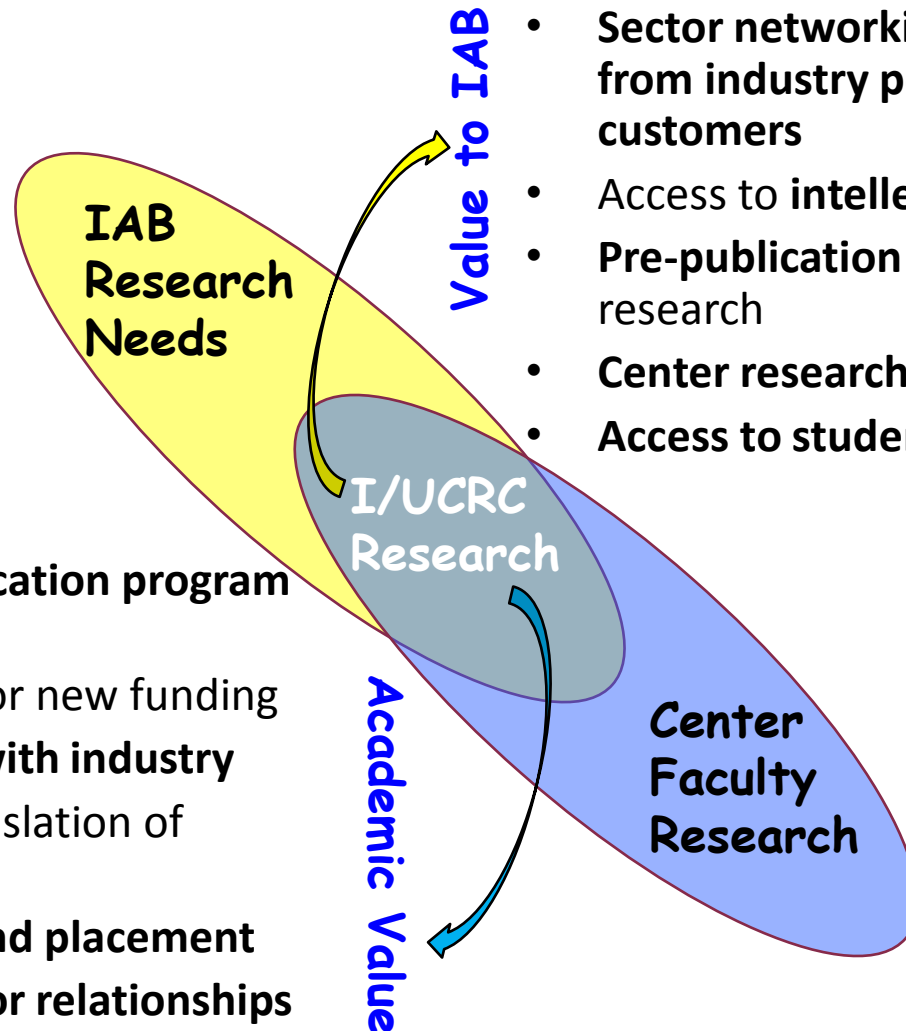 Value to IAB
• Sector networki
from industry p
customers
• Access to intelle
• Pre-publication
research
• Center research
• Access to studen
IAB
Research
Needs
I/UCRC
Research
Center
Faculty
Research
Academic Value
cation program
or new funding
with industry
slation of
nd placement
or relationships